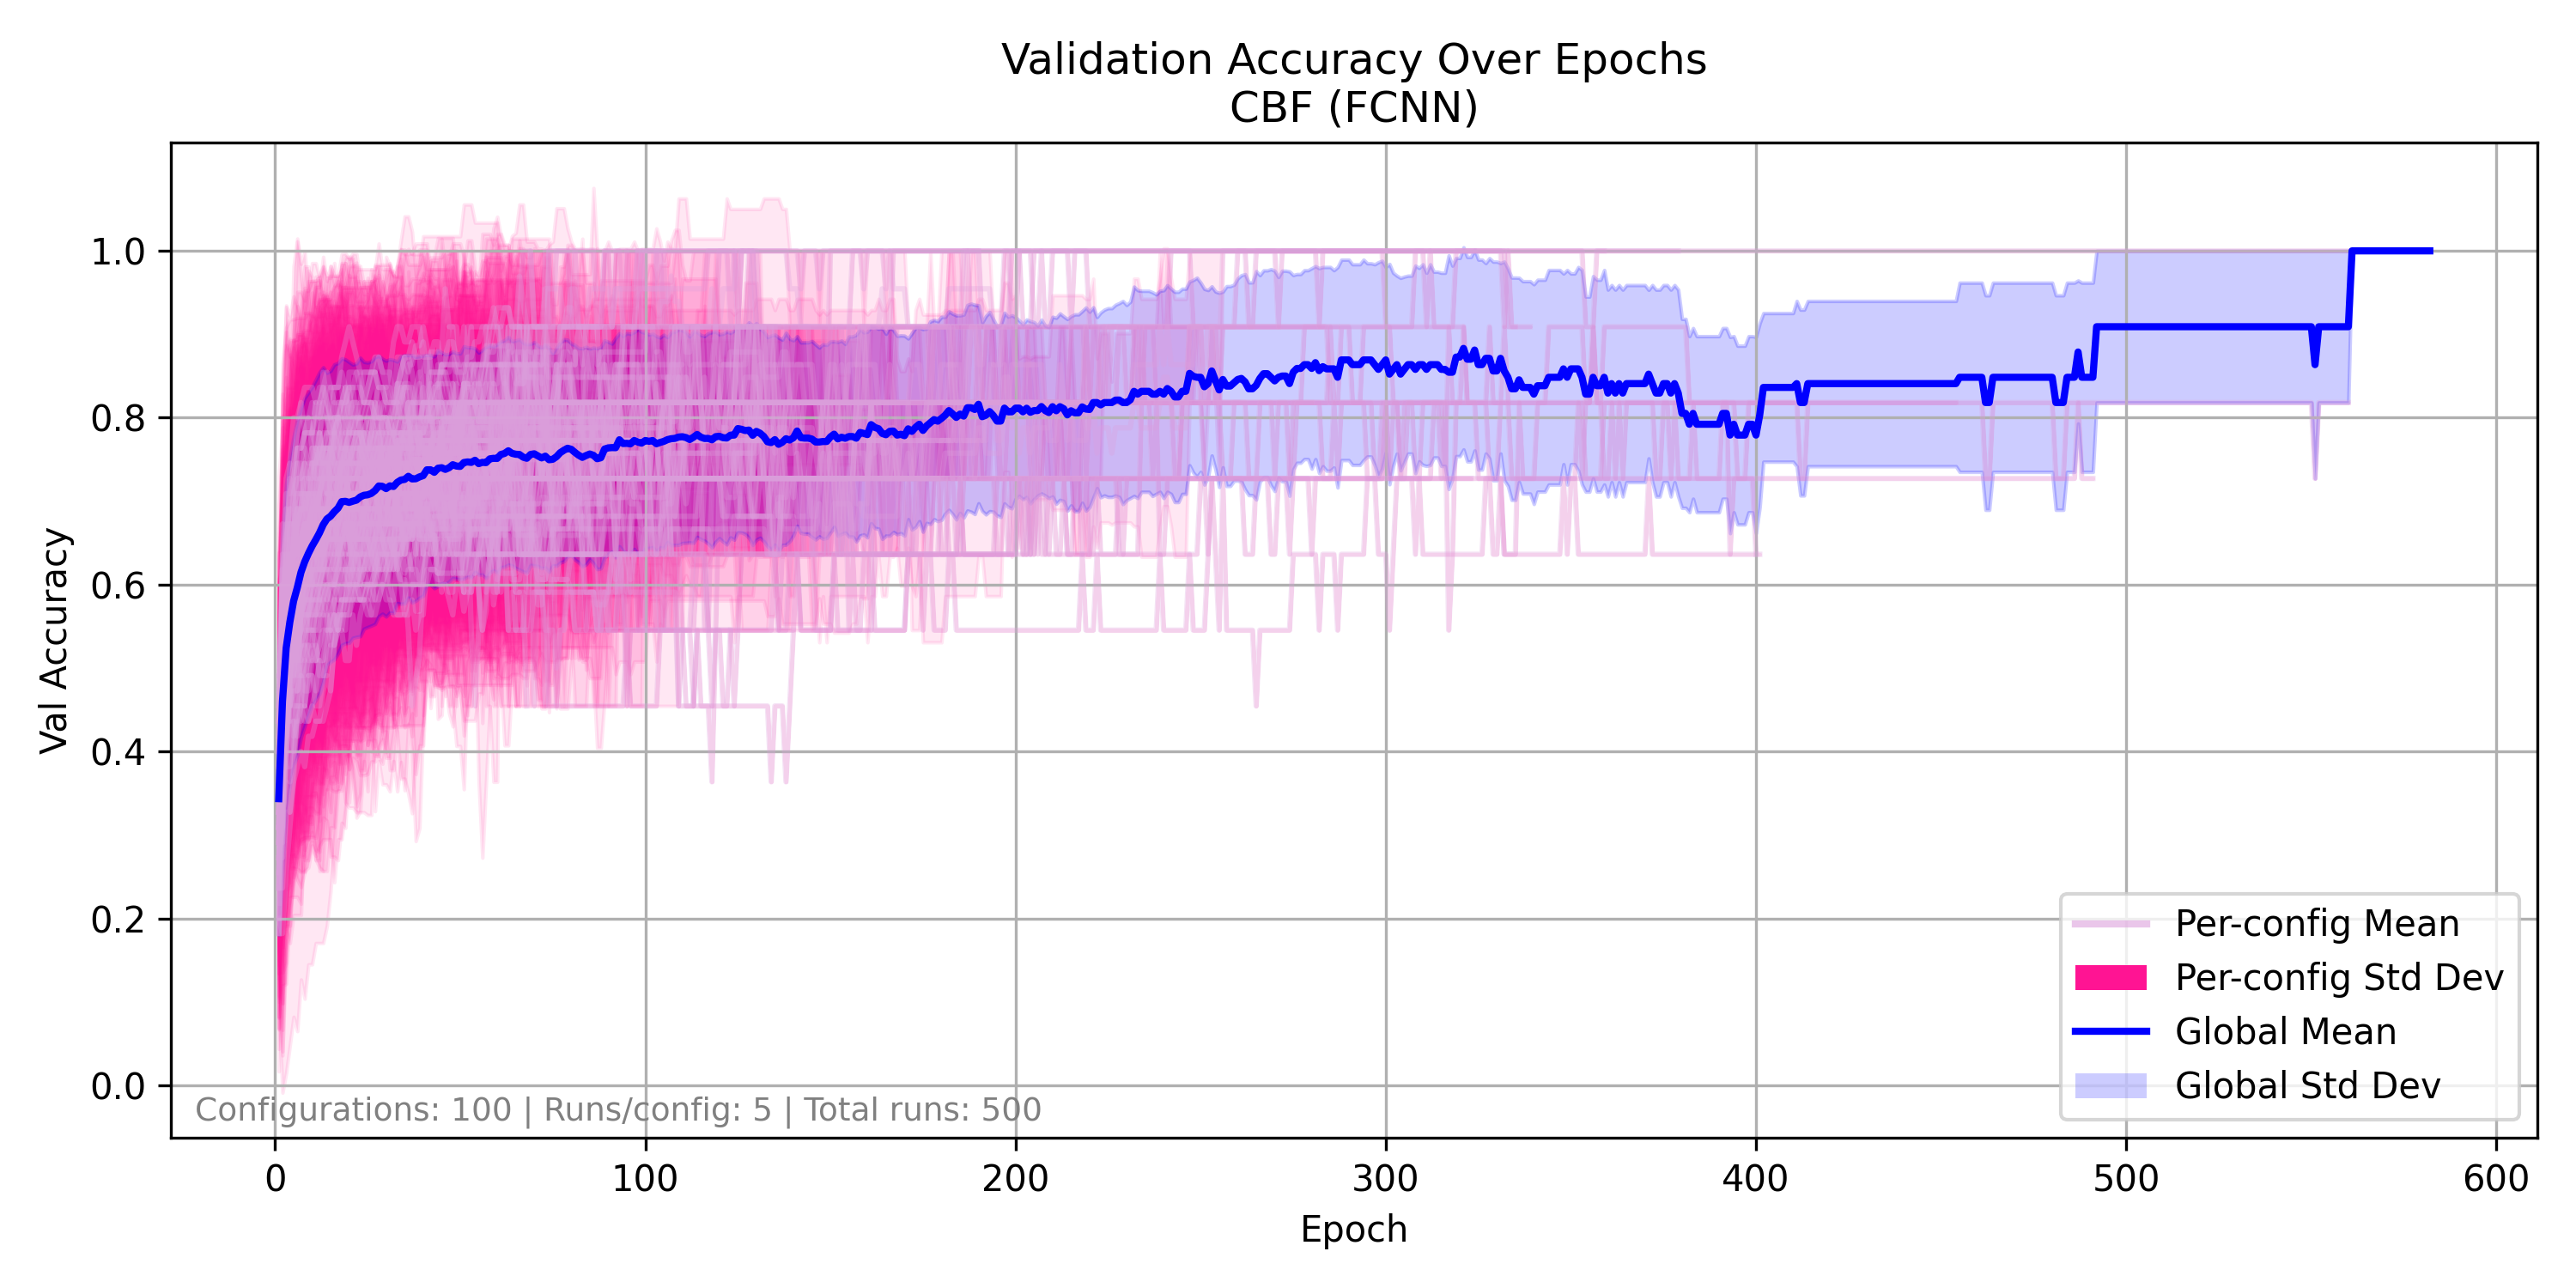 Validation Accuracy Over Epochs
CBF (FCNN)
Val Accuracy
1.0
0.8
0.6
0.4
0.2
0.0
Configurations: 100 | Runs/config: 5 | Total runs: 500
Per-config Mean
Per-config Std Dev
Global Mean
Global Std Dev
0 100 200 300 400 500 600
Epoch